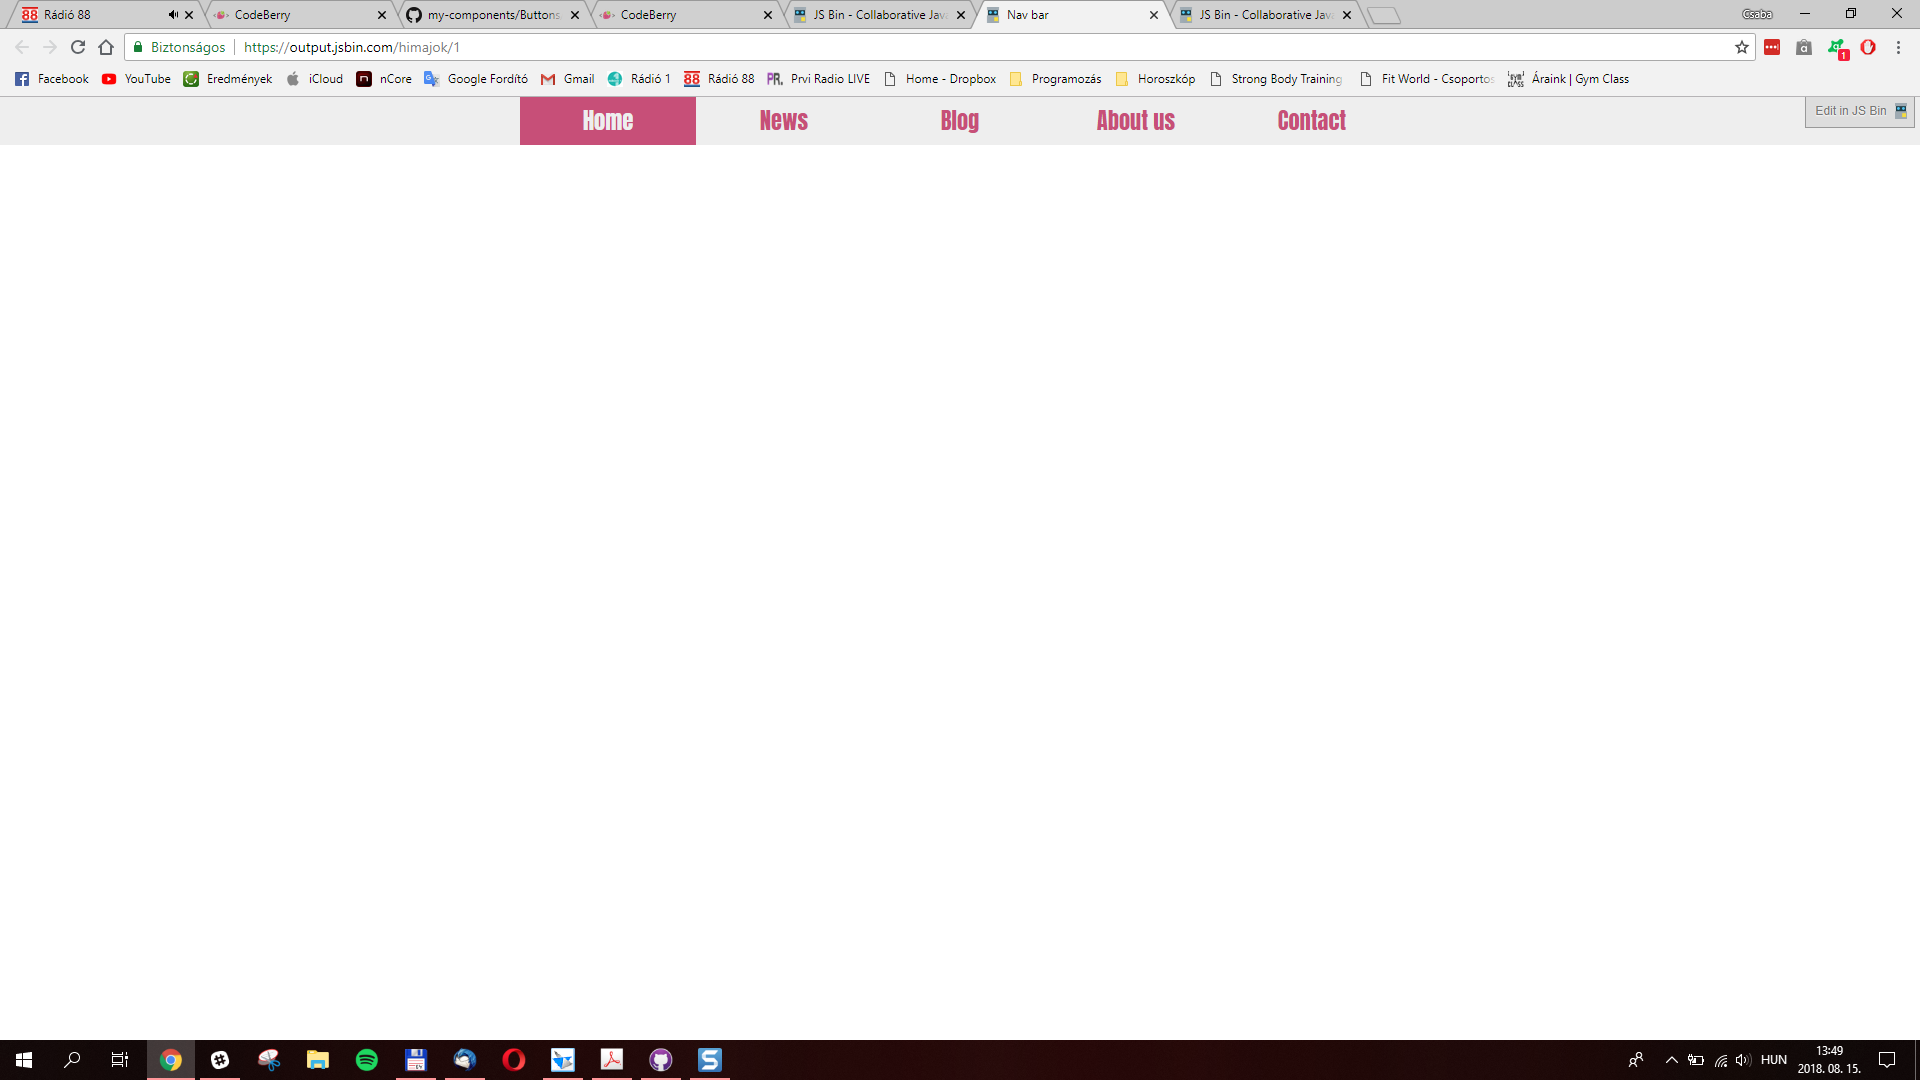 Rádió 88
CodeBerry
my-components/Buttons
CodeBerry
JS Bin - Collaborative Jav
Nav bar
JS Bin - Collaborative Jav
Csaba
Biztonságos
https://output.jsbin.com/himajok/1
1
Facebook
YouTube
Eredmények
iCloud
nCore
Google Fordító
Gmail
Rádió 1
Rádió 88
Prvi Radio LIVE
Home - Dropbox
Programozás
Horoszkóp
Strong Body Training
Fit World - Csoportos
Áraink | Gym Class
Home
News
Blog
About us
Contact
Edit in JS Bin
HUN
13:49
2018. 08. 15.